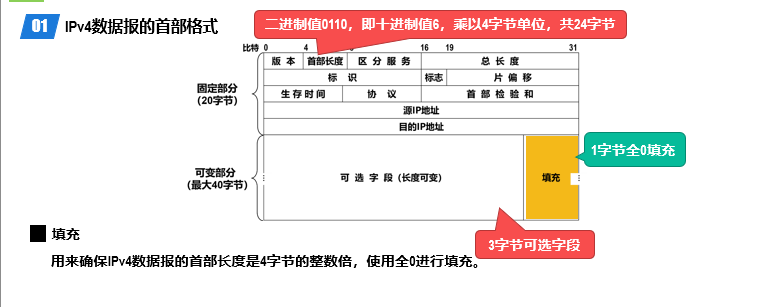 01 IPv4数据报的首部格式
二进制值0110，即十进制值6，乘以4字节单位，共24字节
比特 0 4 16 19 31
版 本 首部长度 区 分 服 务 总 长 度
标 识 标志 片 偏 移
固定部分
(20字节)
生 存 时 间 协 议 首 部 检 验 和
源IP地址
目的IP地址
1字节全0填充
可变部分
(最大40字节)
可 选 字 段 (长度可变) 填充
3字节可选字段
填充
用来确保IPv4数据报的首部长度是4字节的整数倍，使用全0进行填充。